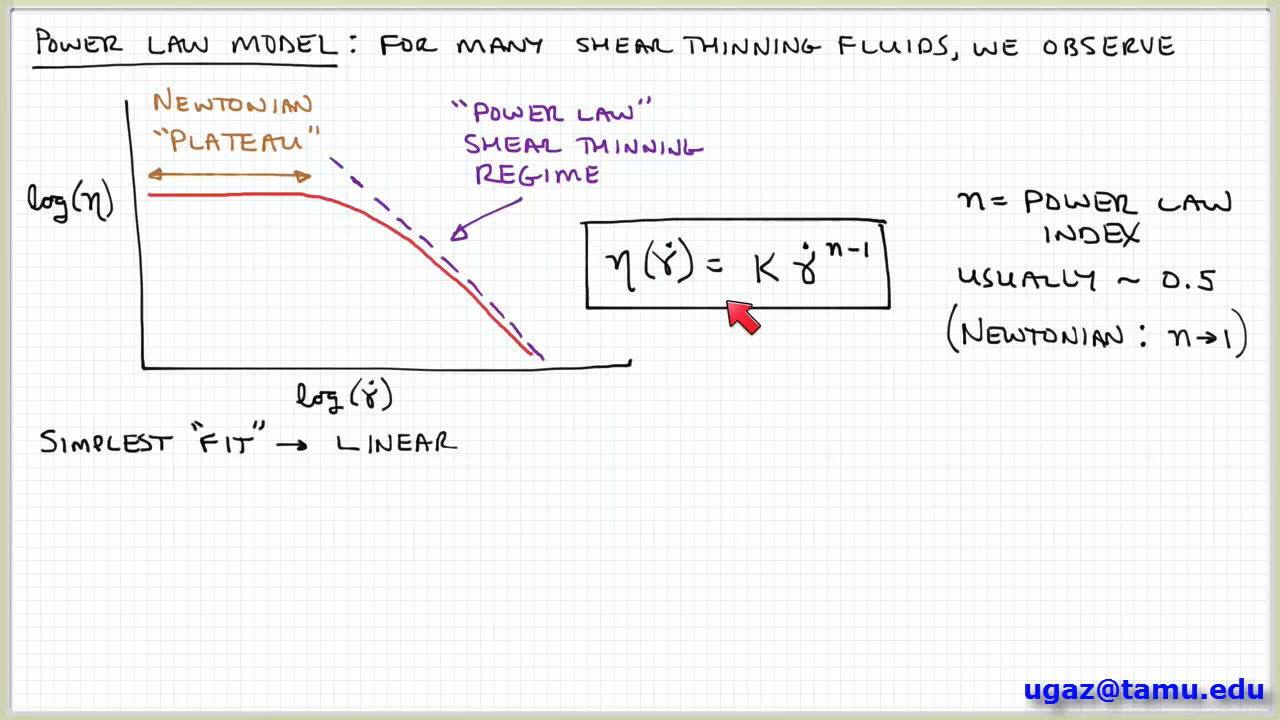 POWER LAW MODEL: FOR MANY SHEAR THINNING FLUIDS, WE OBSERVE
NEWTONIAN
"PLATEAU"
"POWER LAW"
SHEAR THINNING
REGIME
log(η)
log(γ̇)
η(γ̇) = K γ̇^{n-1}
n = POWER LAW
INDEX
USUALLY ~ 0.5
(NEWTONIAN: n→1)
SIMPLEST "FIT" → LINEAR
ugaz@tamu.edu